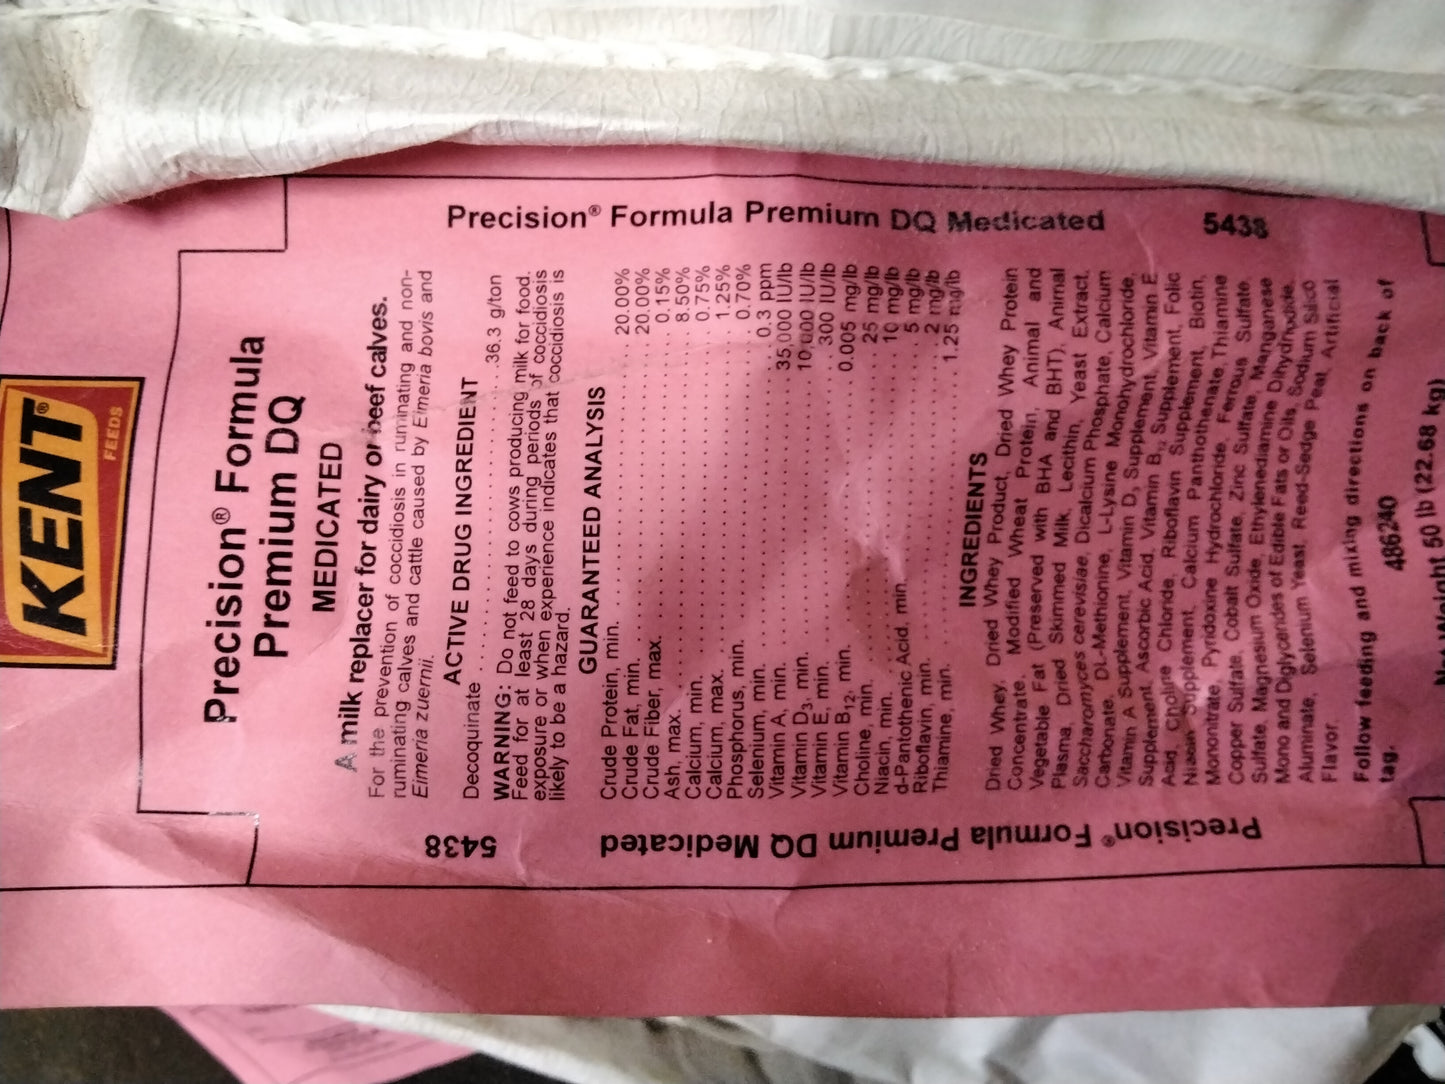 KENT®
FEEDS
Precision® Formula
Premium DQ
MEDICATED
A milk replacer for dairy or beef calves.
For the prevention of coccidiosis in ruminating and non-
ruminating calves and cattle caused by Eimeria bovis and
Eimeria zuernii.
ACTIVE DRUG INGREDIENT
Decoquinate ........................ 36.3 g/ton
WARNING: Do not feed to cows producing milk for food.
Feed for at least 28 days during periods of coccidiosis
exposure or when experience indicates that coccidiosis is
likely to be a hazard.
GUARANTEED ANALYSIS
Crude Protein, min. ........................ 20.00%
Crude Fat, min. ........................ 20.00%
Crude Fiber, max. ........................ 0.15%
Ash, max. ........................ 8.50%
Calcium, min. ........................ 0.75%
Calcium, max. ........................ 1.25%
Phosphorus, min. ........................ 0.70%
Selenium, min. ........................ 0.3 ppm
Vitamin A, min. ........................ 35,000 IU/lb
Vitamin D3, min. ........................ 10,000 IU/lb
Vitamin E, min. ........................ 300 IU/lb
Vitamin B12, min. ........................ 0.005 mg/lb
Choline, min. ........................ 25 mg/lb
Niacin, min. ........................ 10 mg/lb
d-Pantothenic Acid, min. ........................ 5 mg/lb
Riboflavin, min. ........................ 2 mg/lb
Thiamine, min. ........................ 1.25 mg/lb
INGREDIENTS
Dried Whey, Dried Whey Product, Dried Whey Protein
Concentrate, Modified Wheat Protein, Animal and
Vegetable Fat (Preserved with BHA and BHT), Animal
Plasma, Dried Skimmed Milk, Lecithin, Yeast Extract,
Saccharomyces cerevisiae, Dicalcium Phosphate, Calcium
Carbonate, DL-Methionine, L-Lysine Monohydrochloride,
Vitamin A Supplement, Vitamin D3 Supplement, Vitamin E
Supplement, Ascorbic Acid, Vitamin B12 Supplement, Folic
Acid, Choline Chloride, Riboflavin Supplement, Biotin,
Niacin Supplement, Calcium Panthothenate, Thiamine
Mononitrate, Pyridoxine Hydrochloride, Ferrous Sulfate,
Copper Sulfate, Cobalt Sulfate, Zinc Sulfate, Manganese
Sulfate, Magnesium Oxide, Ethylenediamine Dihydriodide,
Mono and Diglycerides of Edible Fats or Oils, Sodium Silico
Aluminate, Selenium Yeast, Reed-Sedge Peat, Artificial
Flavor.
Follow feeding and mixing directions on back of
tag.
486240
Net Weight 50 lb (22.68 kg)
Precision® Formula Premium DQ Medicated 5438
Precision® Formula Premium DQ Medicated 5438